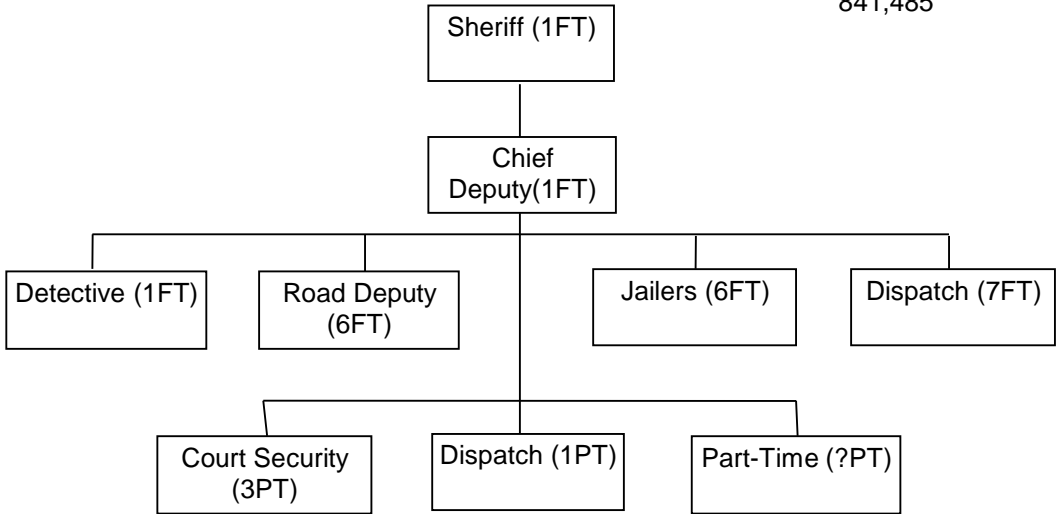 841,485
Sheriff (1FT)
Chief
Deputy(1FT)
Detective (1FT)
Road Deputy
(6FT)
Jailers (6FT)
Dispatch (7FT)
Court Security
(3PT)
Dispatch (1PT)
Part-Time (?PT)